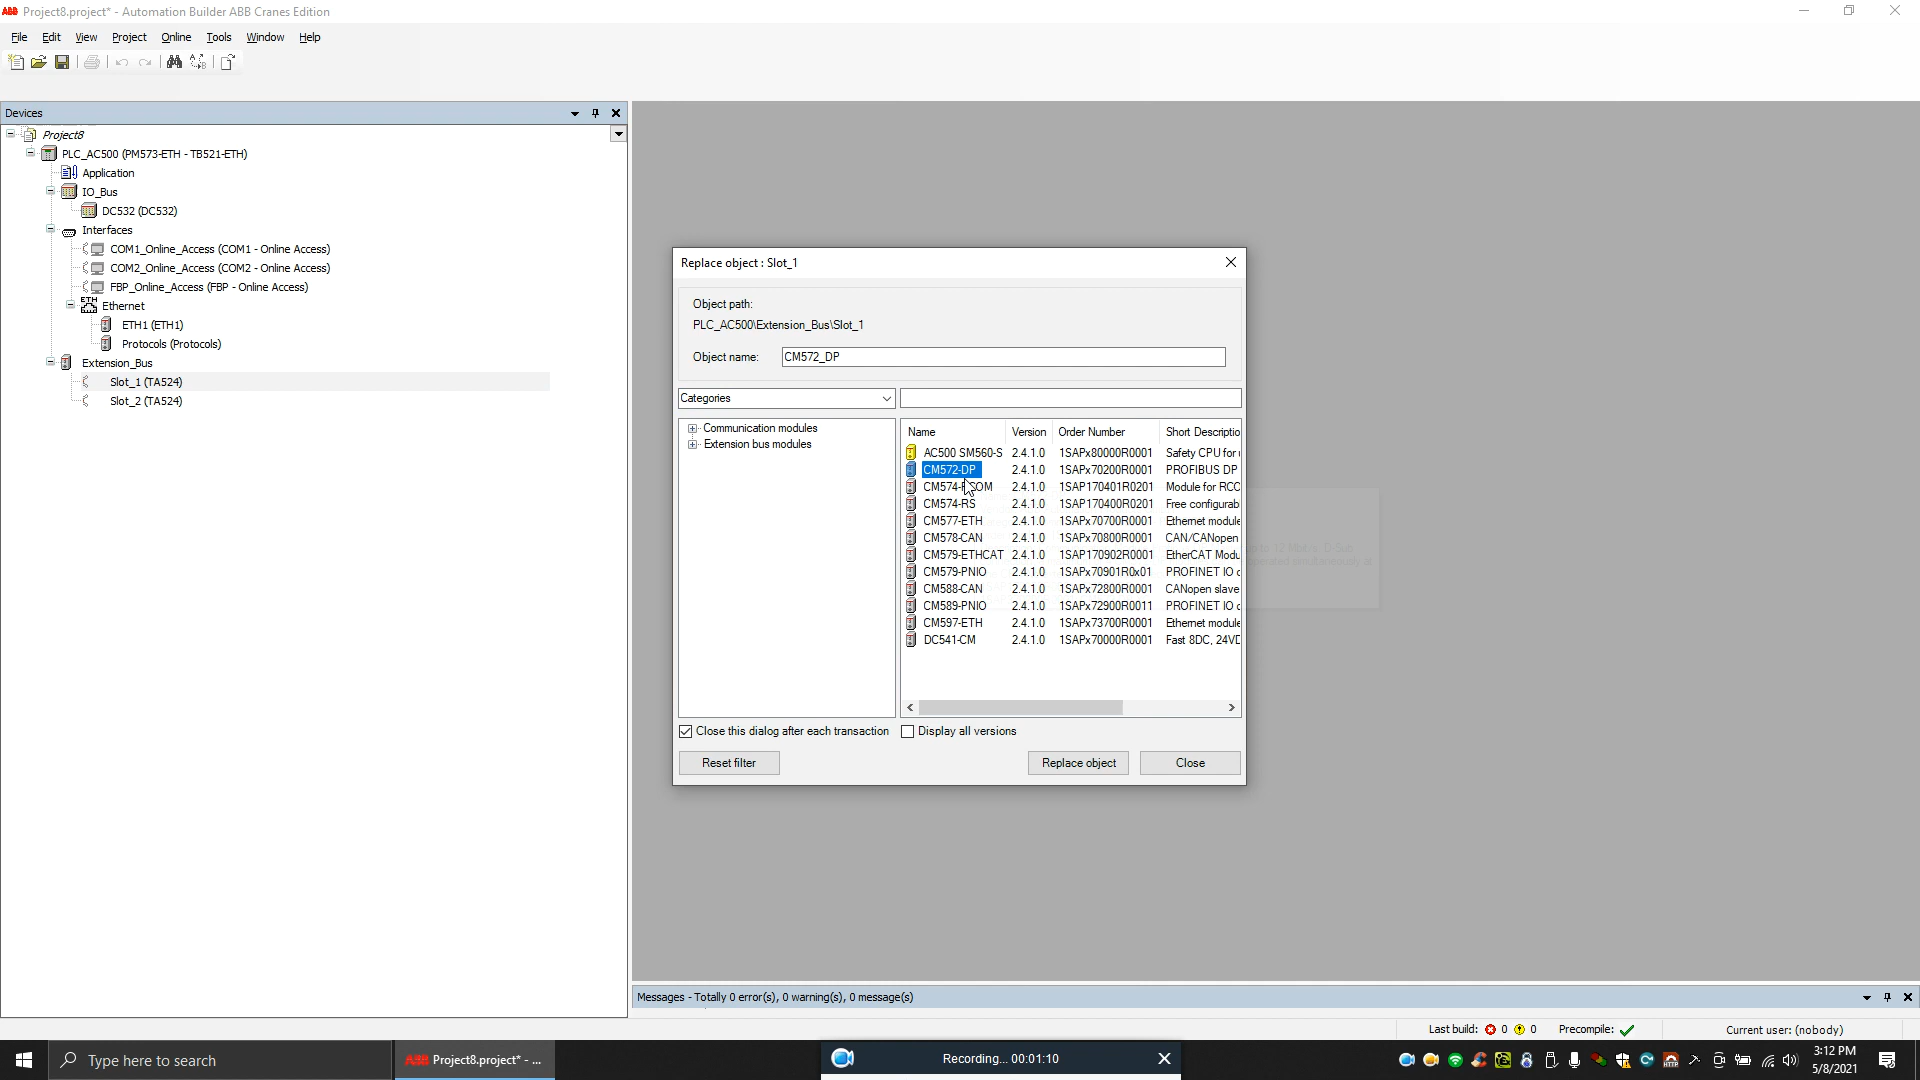 ABB Project8.project* - Automation Builder ABB Cranes Edition
File Edit View Project Online Tools Window Help
Devices
Project8
PLC_AC500 (PM573-ETH - TB521-ETH)
Application
IO_Bus
DC532 (DC532)
Interfaces
COM1_Online_Access (COM1 - Online Access)
COM2_Online_Access (COM2 - Online Access)
FBP_Online_Access (FBP - Online Access)
ETH Ethernet
ETH1 (ETH1)
Protocols (Protocols)
Extension_Bus
Slot_1 (TA524)
Slot_2 (TA524)
Replace object : Slot_1
Object path:
PLC_AC500\Extension_Bus\Slot_1
Object name: CM572_DP
Categories
Communication modules
Extension bus modules
Name Version Order Number Short Descriptio
AC500 SM560-S 2.4.1.0 1SAPx80000R0001 Safety CPU for
CM572-DP 2.4.1.0 1SAPx70200R0001 PROFIBUS DP
CM574-RCOM 2.4.1.0 1SAP170401R0201 Module for RCC
CM574-RS 2.4.1.0 1SAP170400R0201 Free configurab
CM577-ETH 2.4.1.0 1SAPx70700R0001 Ethernet module
CM578-CAN 2.4.1.0 1SAPx70800R0001 CAN/CANopen
CM579-ETHCAT 2.4.1.0 1SAP170902R0001 EtherCAT Modu
CM579-PNIO 2.4.1.0 1SAPx70901R0x01 PROFINET IO c
CM588-CAN 2.4.1.0 1SAPx72800R0001 CANopen slave
CM589-PNIO 2.4.1.0 1SAPx72900R0011 PROFINET IO c
CM597-ETH 2.4.1.0 1SAPx73700R0001 Ethernet module
DC541-CM 2.4.1.0 1SAPx70000R0001 Fast 8DC, 24VD
Close this dialog after each transaction Display all versions
Reset filter Replace object Close
Messages - Totally 0 error(s), 0 warning(s), 0 message(s)
Last build: 0 0 Precompile: Current user: (nobody)
Type here to search
ABB Project8.project* - ...
Recording... 00:01:10
3:12 PM
5/8/2021